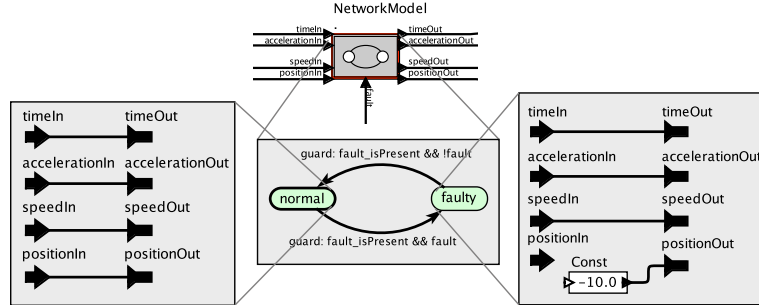 NetworkModel
timeIn
timeOut
accelerationIn
accelerationOut
speedIn
speedOut
positionIn
positionOut
fault
timeIn
timeOut
accelerationIn
accelerationOut
speedIn
speedOut
positionIn
positionOut
guard: fault_isPresent && !fault
normal
faulty
guard: fault_isPresent && fault
timeIn
timeOut
accelerationIn
accelerationOut
speedIn
speedOut
positionIn
positionOut
Const
-10.0